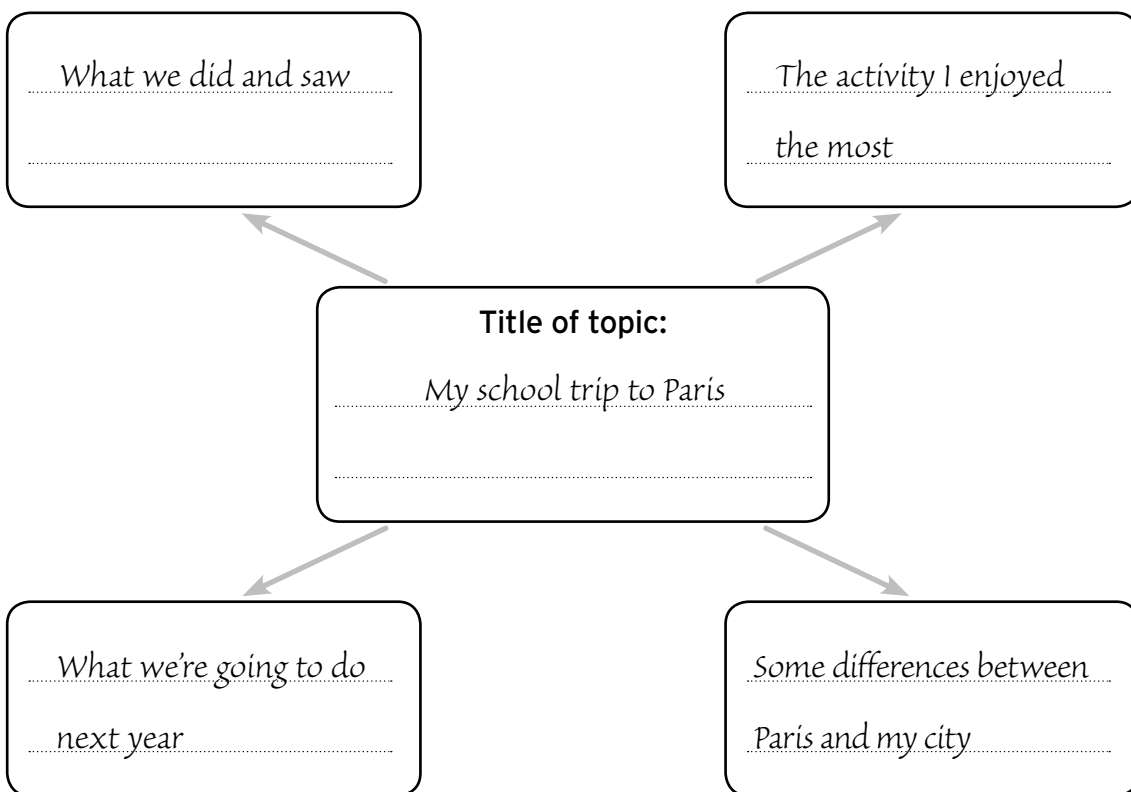 What we did and saw
The activity I enjoyed
the most
Title of topic:
My school trip to Paris
What we're going to do
next year
Some differences between
Paris and my city